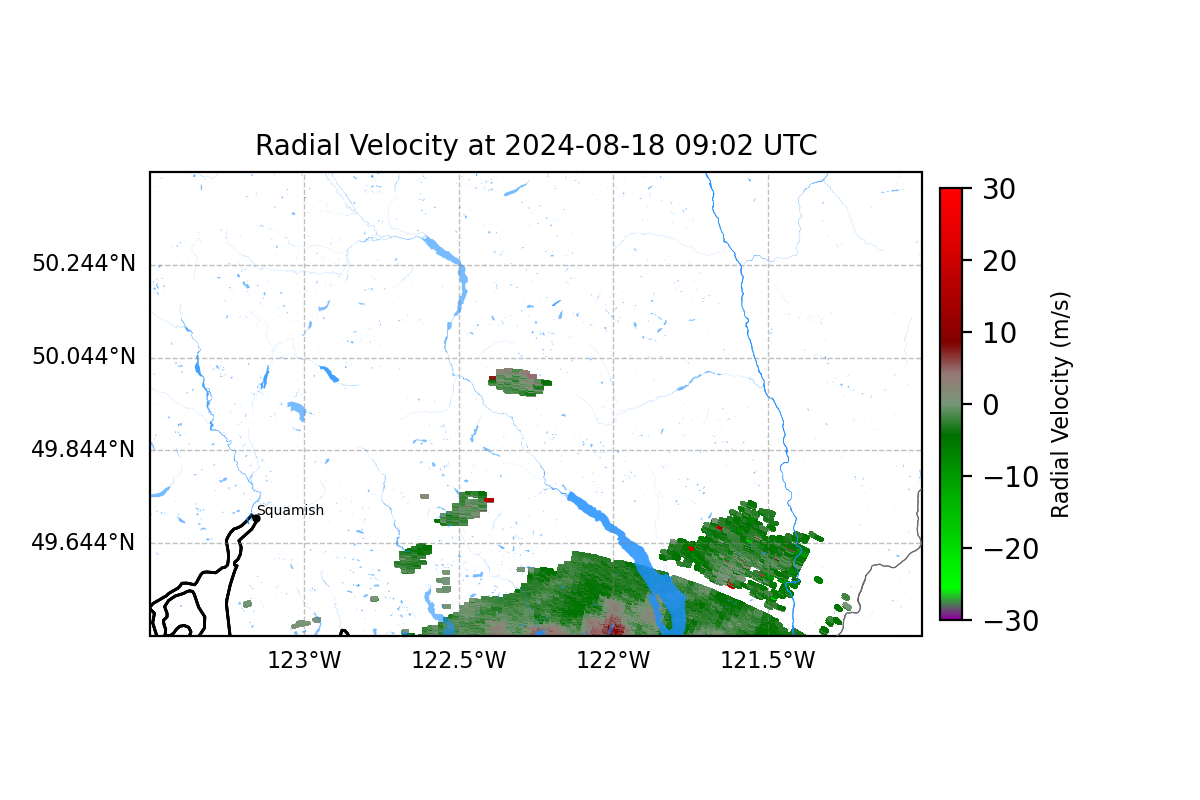 Radial Velocity at 2024-08-18 09:02 UTC
50.244°N
50.044°N
49.844°N
49.644°N
Squamish
123°W
122.5°W
122°W
121.5°W
30
20
10
0
−10
−20
−30
Radial Velocity (m/s)